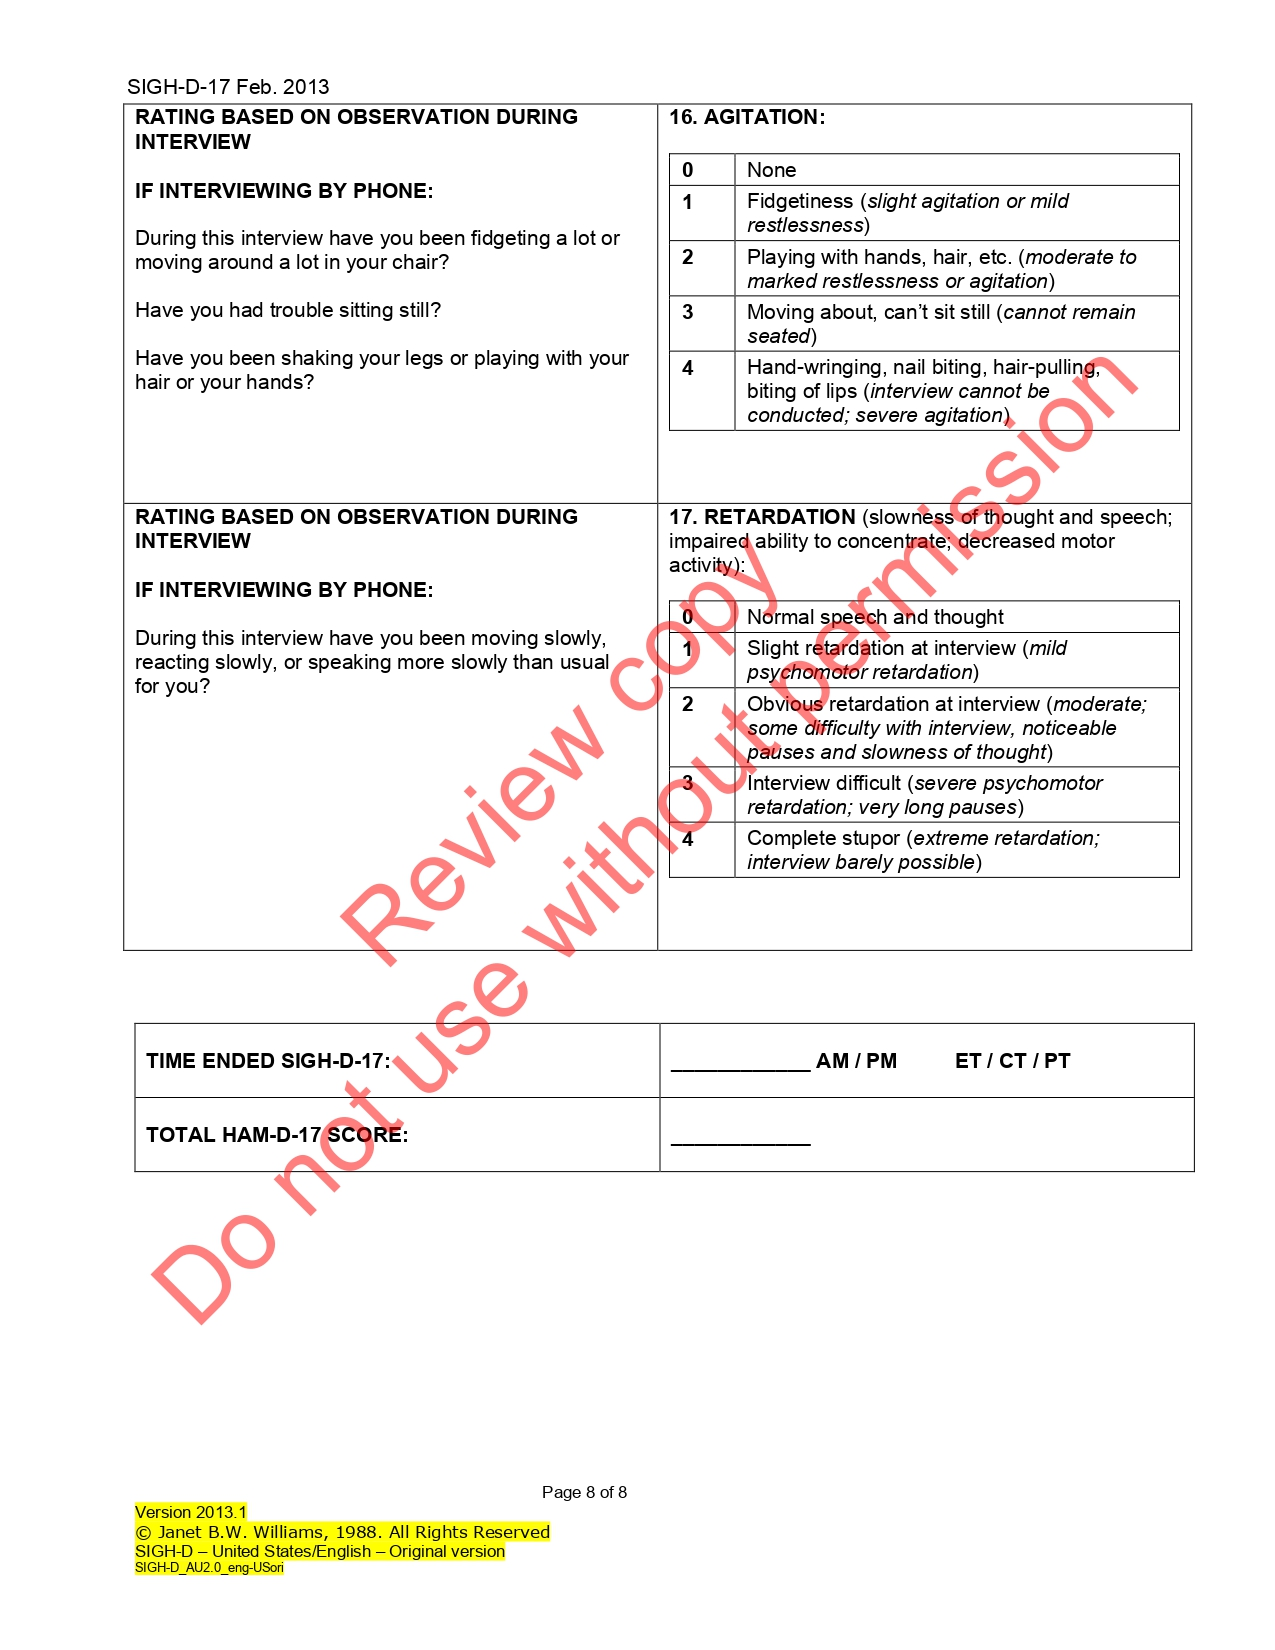 SIGH-D-17 Feb. 2013
RATING BASED ON OBSERVATION DURING
INTERVIEW
IF INTERVIEWING BY PHONE:
During this interview have you been fidgeting a lot or
moving around a lot in your chair?
Have you had trouble sitting still?
Have you been shaking your legs or playing with your
hair or your hands?
16. AGITATION:
0 None
1 Fidgetiness (slight agitation or mild
restlessness)
2 Playing with hands, hair, etc. (moderate to
marked restlessness or agitation)
3 Moving about, can’t sit still (cannot remain
seated)
4 Hand-wringing, nail biting, hair-pulling,
biting of lips (interview cannot be
conducted; severe agitation)
RATING BASED ON OBSERVATION DURING
INTERVIEW
IF INTERVIEWING BY PHONE:
During this interview have you been moving slowly,
reacting slowly, or speaking more slowly than usual
for you?
17. RETARDATION (slowness of thought and speech;
impaired ability to concentrate; decreased motor
activity):
0 Normal speech and thought
1 Slight retardation at interview (mild
psychomotor retardation)
2 Obvious retardation at interview (moderate;
some difficulty with interview, noticeable
pauses and slowness of thought)
3 Interview difficult (severe psychomotor
retardation; very long pauses)
4 Complete stupor (extreme retardation;
interview barely possible)
TIME ENDED SIGH-D-17: ____________ AM / PM ET / CT / PT
TOTAL HAM-D-17 SCORE: ____________
Review copy
Do not use without permission
Page 8 of 8
Version 2013.1
© Janet B.W. Williams, 1988. All Rights Reserved
SIGH-D – United States/English – Original version
SIGH-D_AU2.0_eng-USori